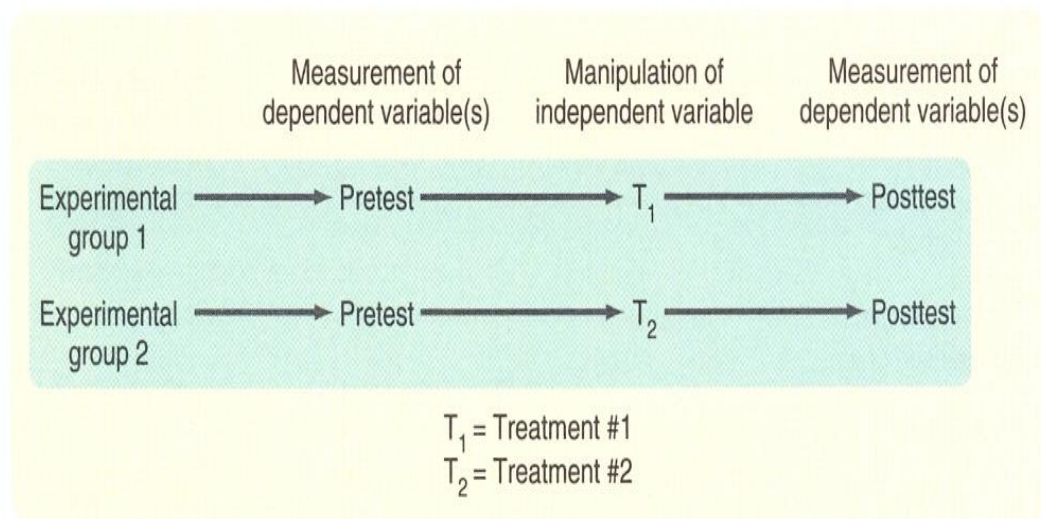 Measurement of
dependent variable(s)
Manipulation of
independent variable
Measurement of
dependent variable(s)
Experimental
group 1
Pretest
T₁
Posttest
Experimental
group 2
Pretest
T₂
Posttest
T₁ = Treatment #1
T₂ = Treatment #2